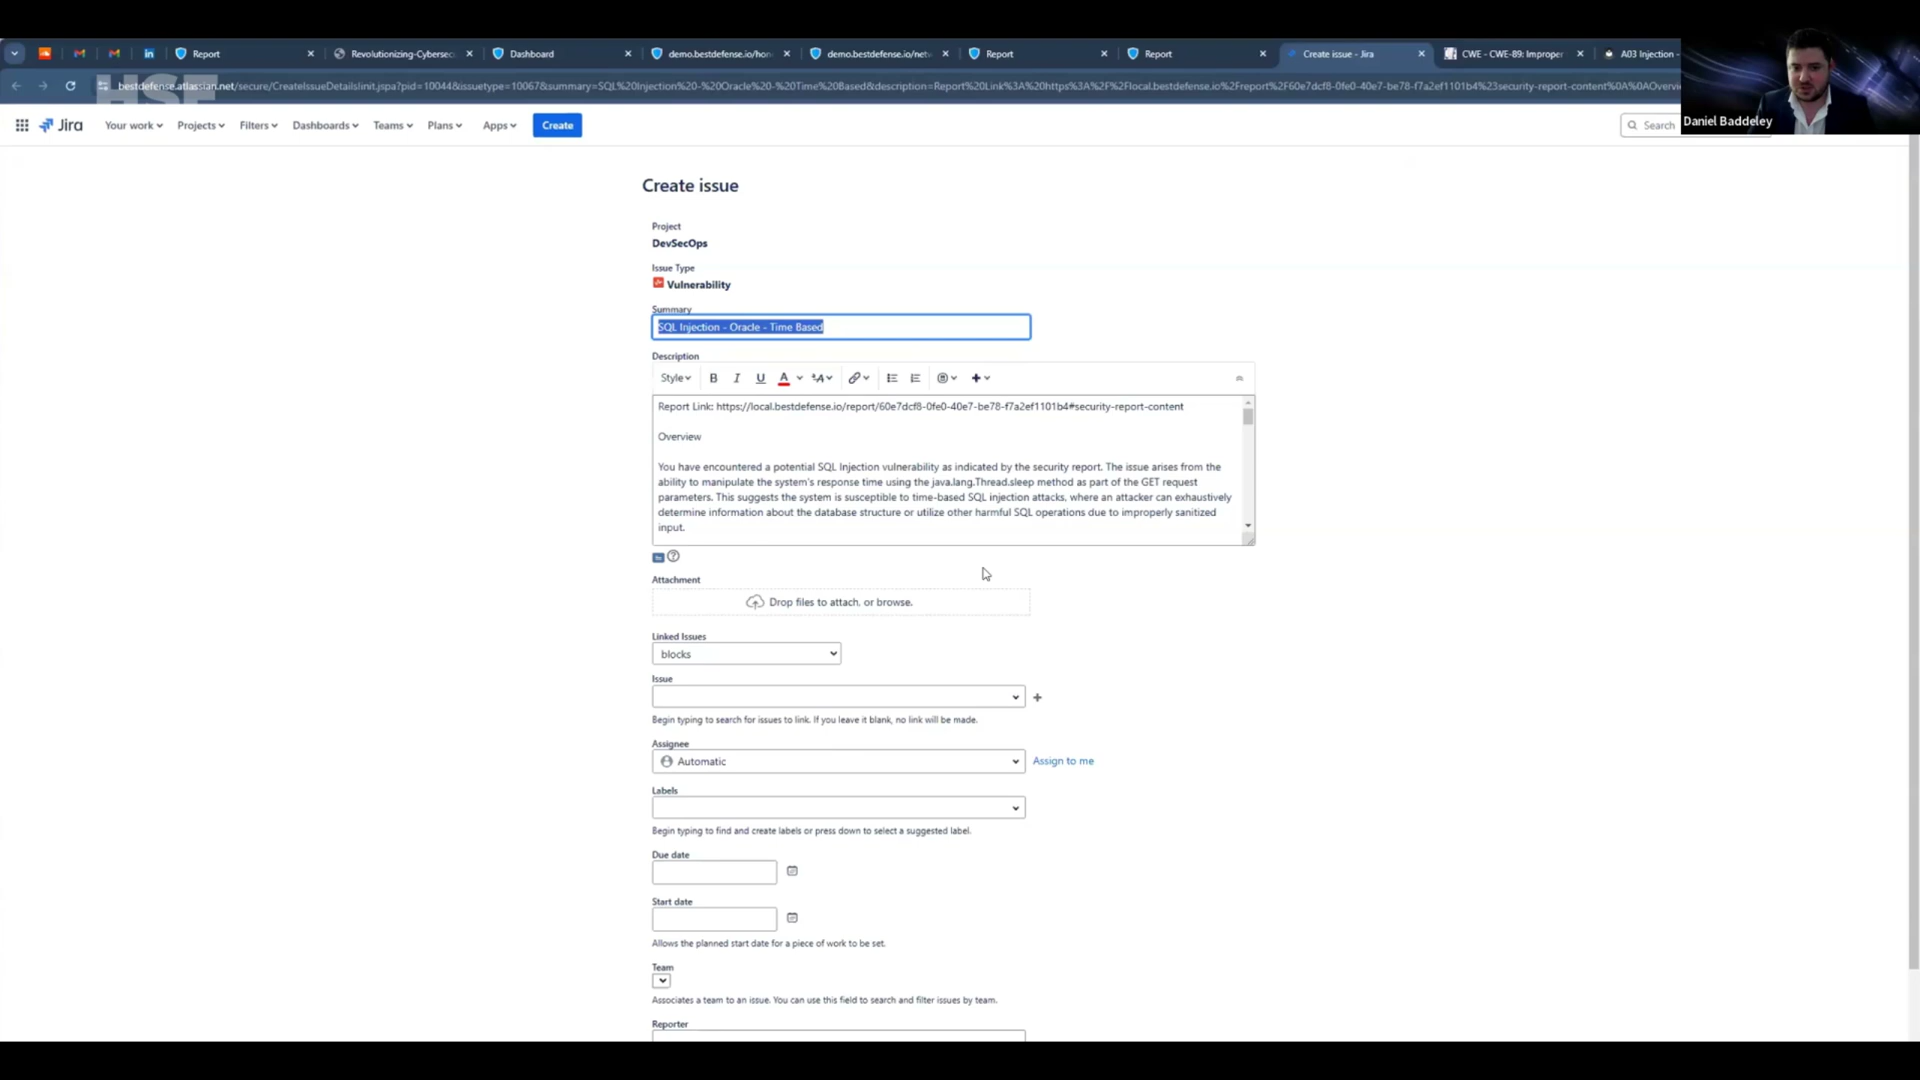 Report
Revolutionizing-Cybersec
Dashboard
demo.bestdefense.io/hon
demo.bestdefense.io/netw
Report
Report
Create issue - Jira
CWE - CWE-89: Improper
A03 Injection -
HSF
bestdefense.atlassian.net/secure/CreateIssueDetails!init.jspa?pid=10044&issuetype=10067&summary=SQL%20Injection%20-%20Oracle%20-%20Time%20Based&description=Report%20Link%3A%20https%3A%2F%2Flocal.bestdefense.io%2Freport%2F60e7dcf8-0fe0-40e7-be78-f7a2ef1101b4%23security-report-content%0A%0AOvervi
Daniel Baddeley
Jira
Your work
Projects
Filters
Dashboards
Teams
Plans
Apps
Create
Search
Create issue
Project
DevSecOps
Issue Type
Vulnerability
Summary
SQL Injection - Oracle - Time Based
Description
Style
B
I
U
A
Report Link: https://local.bestdefense.io/report/60e7dcf8-0fe0-40e7-be78-f7a2ef1101b4#security-report-content
Overview
You have encountered a potential SQL Injection vulnerability as indicated by the security report. The issue arises from the
ability to manipulate the system's response time using the java.lang.Thread.sleep method as part of the GET request
parameters. This suggests the system is susceptible to time-based SQL injection attacks, where an attacker can exhaustively
determine information about the database structure or utilize other harmful SQL operations due to improperly sanitized
input.
Attachment
Drop files to attach, or browse.
Linked Issues
blocks
Issue
Begin typing to search for issues to link. If you leave it blank, no link will be made.
Assignee
Automatic
Assign to me
Labels
Begin typing to find and create labels or press down to select a suggested label.
Due date
Start date
Allows the planned start date for a piece of work to be set.
Team
Associates a team to an issue. You can use this field to search and filter issues by team.
Reporter